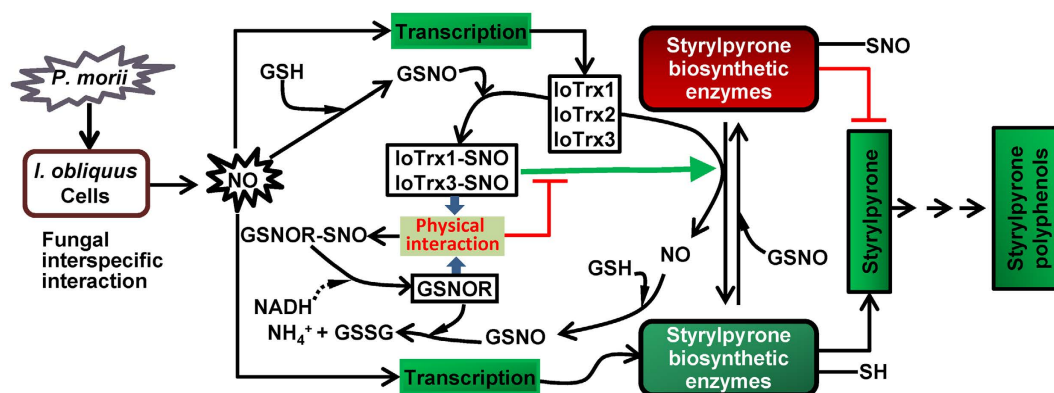 P. morii
I. obliquus
Cells
Fungal
interspecific
interaction
NO
Transcription
GSH
GSNO
IoTrx1
IoTrx2
IoTrx3
IoTrx1-SNO
IoTrx3-SNO
Physical
interaction
GSNOR-SNO
GSNOR
NADH
NH₄⁺ + GSSG
GSNO
GSH
NO
Transcription
Styrylpyrone
biosynthetic
enzymes
SNO
GSNO
Styrylpyrone
biosynthetic
enzymes
SH
Styrylpyrone
Styrylpyrone
polyphenols